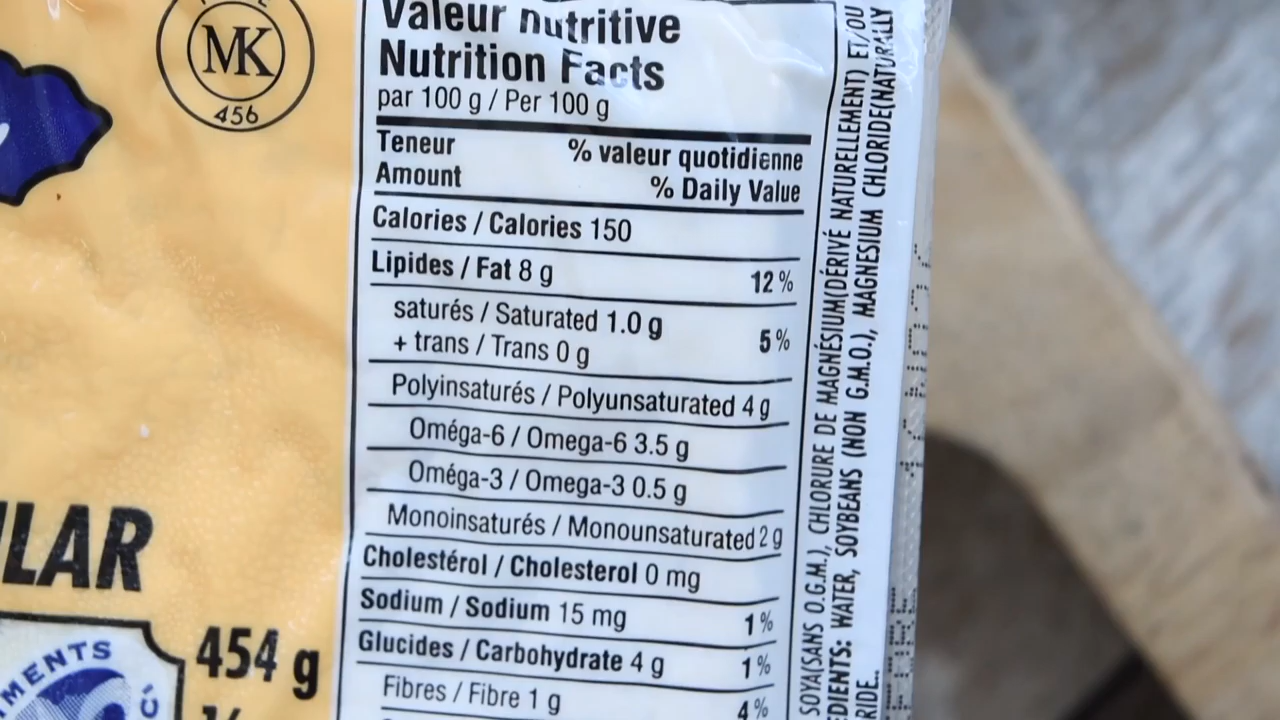 MK
456
LAR
454 g
MENTS
Valeur nutritive
Nutrition Facts
par 100 g / Per 100 g
Teneur % valeur quotidienne
Amount % Daily Value
Calories / Calories 150
Lipides / Fat 8 g 12 %
saturés / Saturated 1.0 g
+ trans / Trans 0 g 5 %
Polyinsaturés / Polyunsaturated 4 g
Oméga-6 / Omega-6 3.5 g
Oméga-3 / Omega-3 0.5 g
Monoinsaturés / Monounsaturated 2 g
Cholestérol / Cholesterol 0 mg
Sodium / Sodium 15 mg 1 %
Glucides / Carbohydrate 4 g 1 %
Fibres / Fibre 1 g 4 %
SOYA(SANS O.G.M.), CHLORURE DE MAGNÉSIUM(DÉRIVÉ NATURELLEMENT) ET/OU
EDIENTS: WATER, SOYBEANS (NON G.M.O.), MAGNESIUM CHLORIDE(NATURALLY
RIDE.